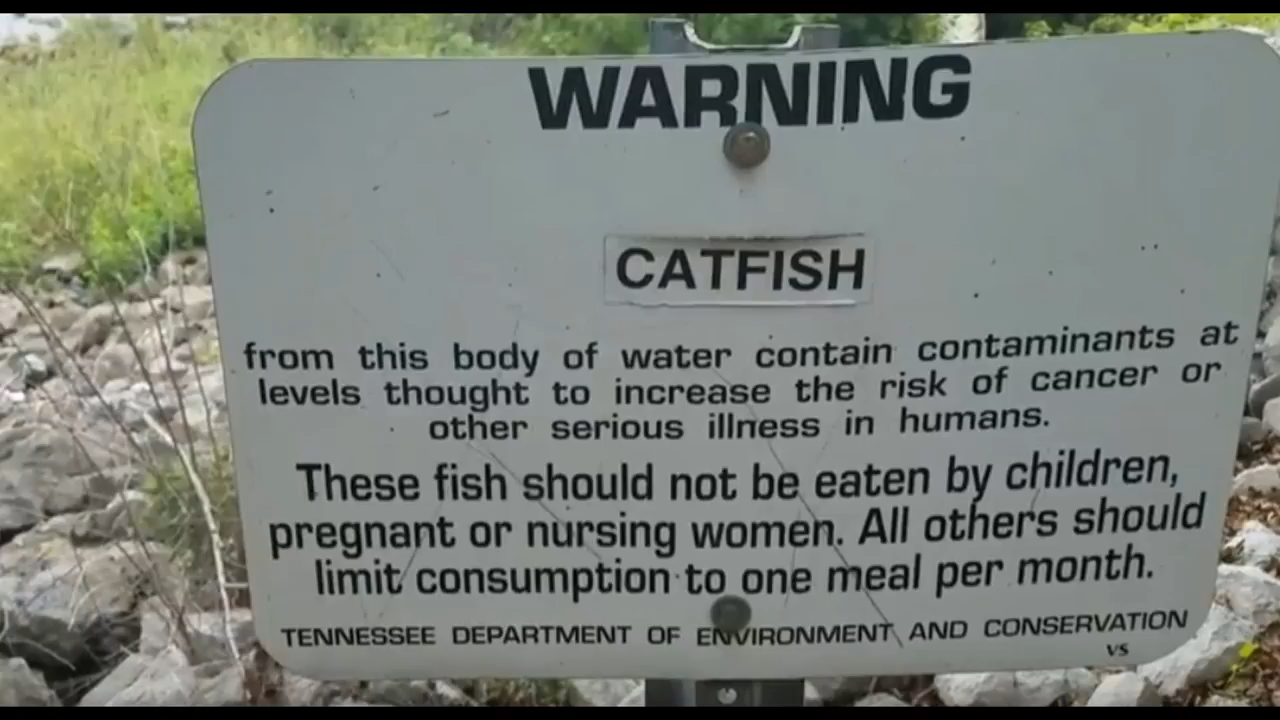 WARNING
CATFISH
from this body of water contain contaminants at
levels thought to increase the risk of cancer or
other serious illness in humans.
These fish should not be eaten by children,
pregnant or nursing women. All others should
limit consumption to one meal per month.
TENNESSEE DEPARTMENT OF ENVIRONMENT AND CONSERVATION
VS